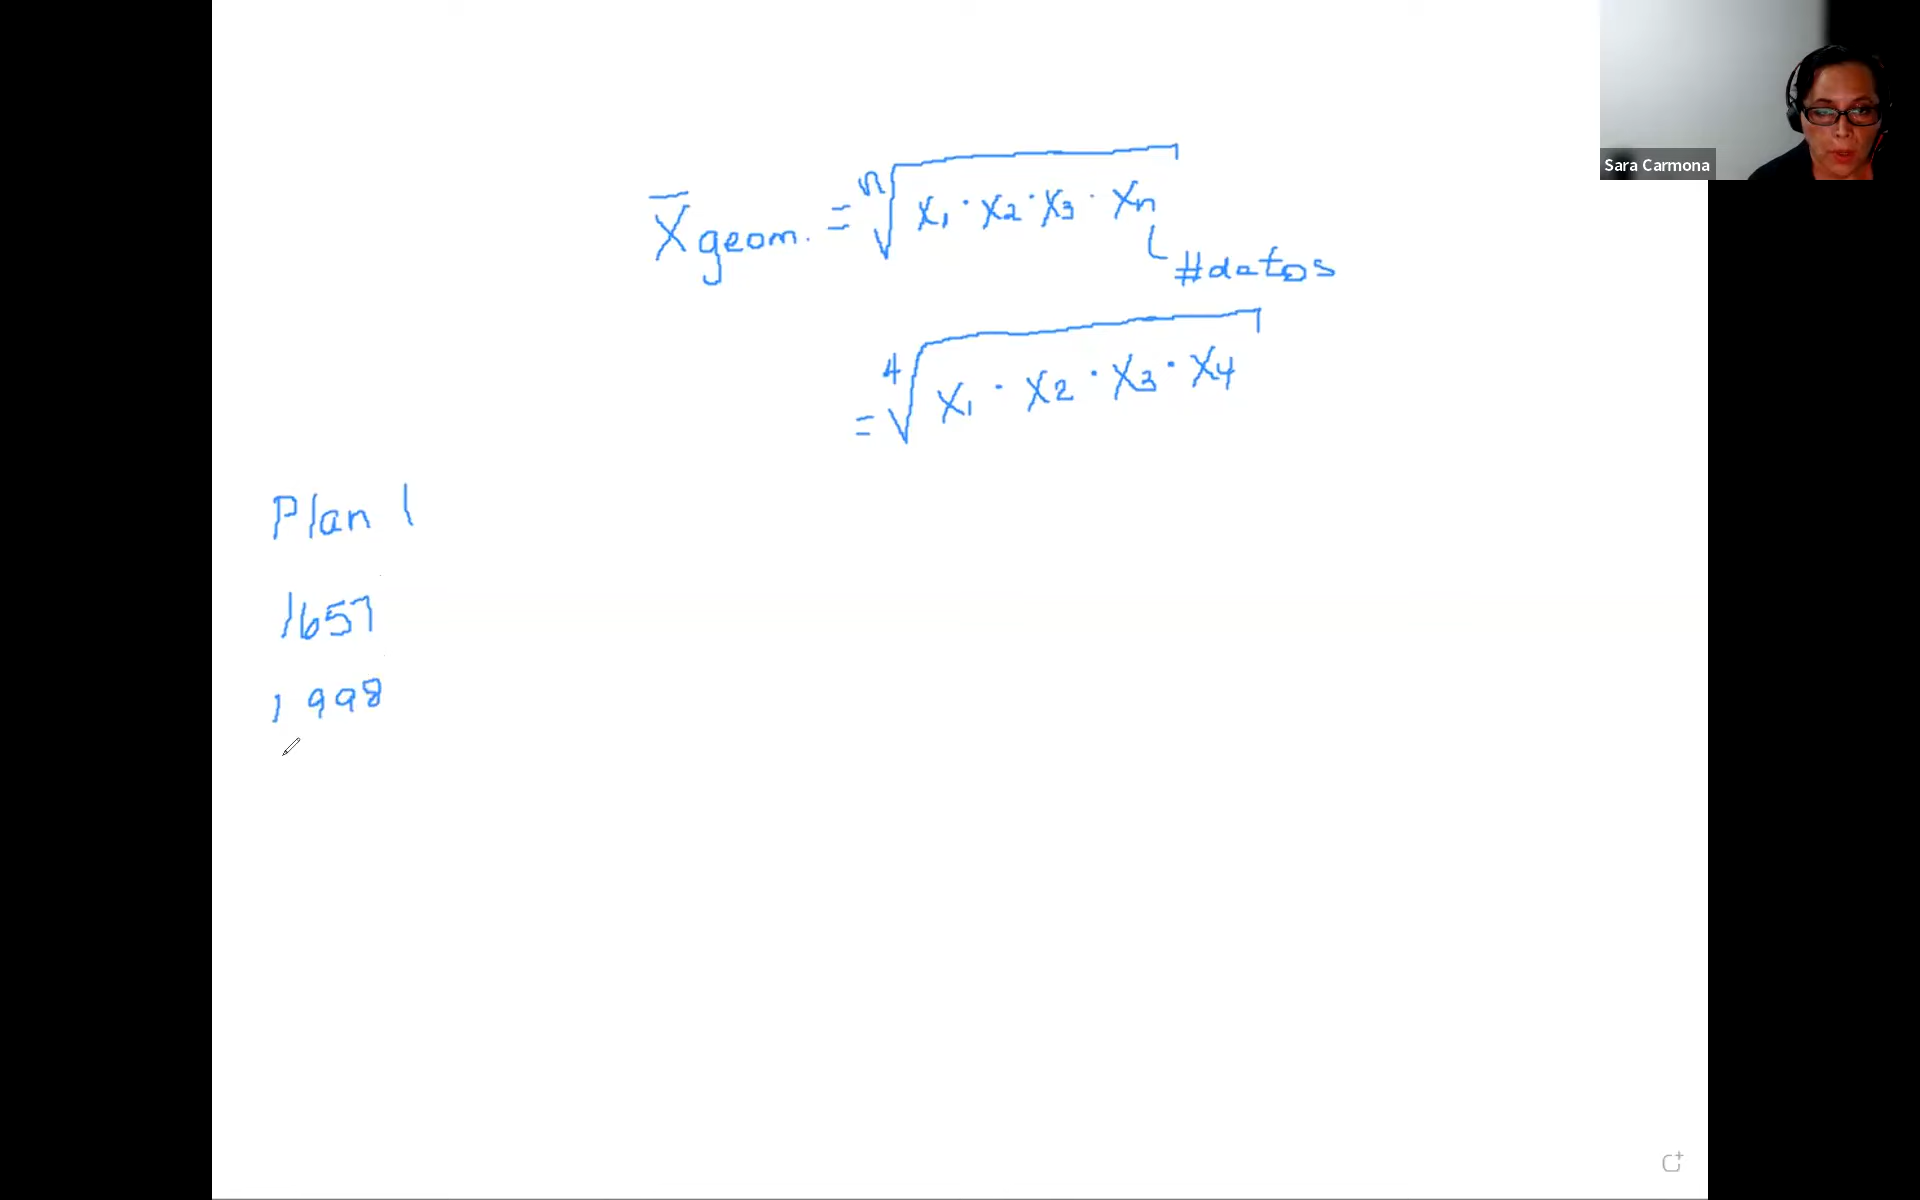 X̄ geom. = ⁿ√ x₁ · x₂ · x₃ · xₙ
#datos
= ⁴√ x₁ · x₂ · x₃ · x₄
Plan 1
1657
1998
Sara Carmona